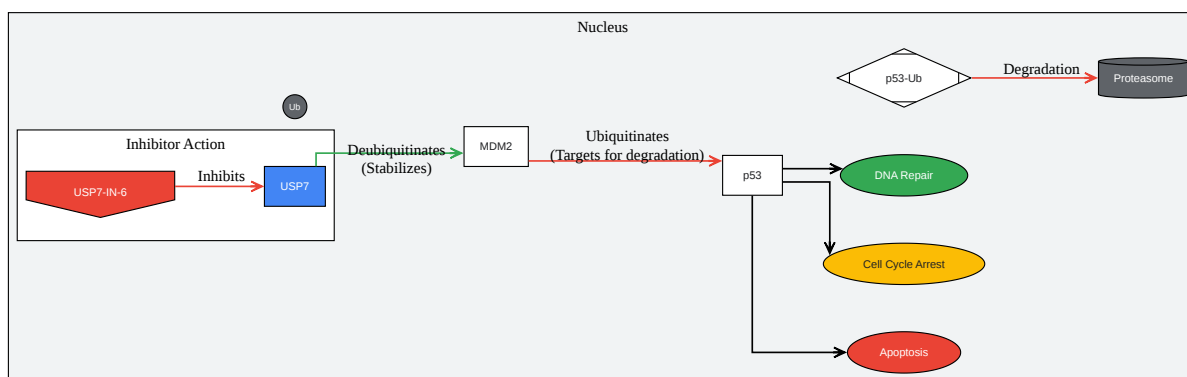 Nucleus
p53-Ub
Degradation
Proteasome
Ub
Inhibitor Action
USP7-IN-6
Inhibits
USP7
Deubiquitinates
(Stabilizes)
MDM2
Ubiquitinates
(Targets for degradation)
p53
DNA Repair
Cell Cycle Arrest
Apoptosis